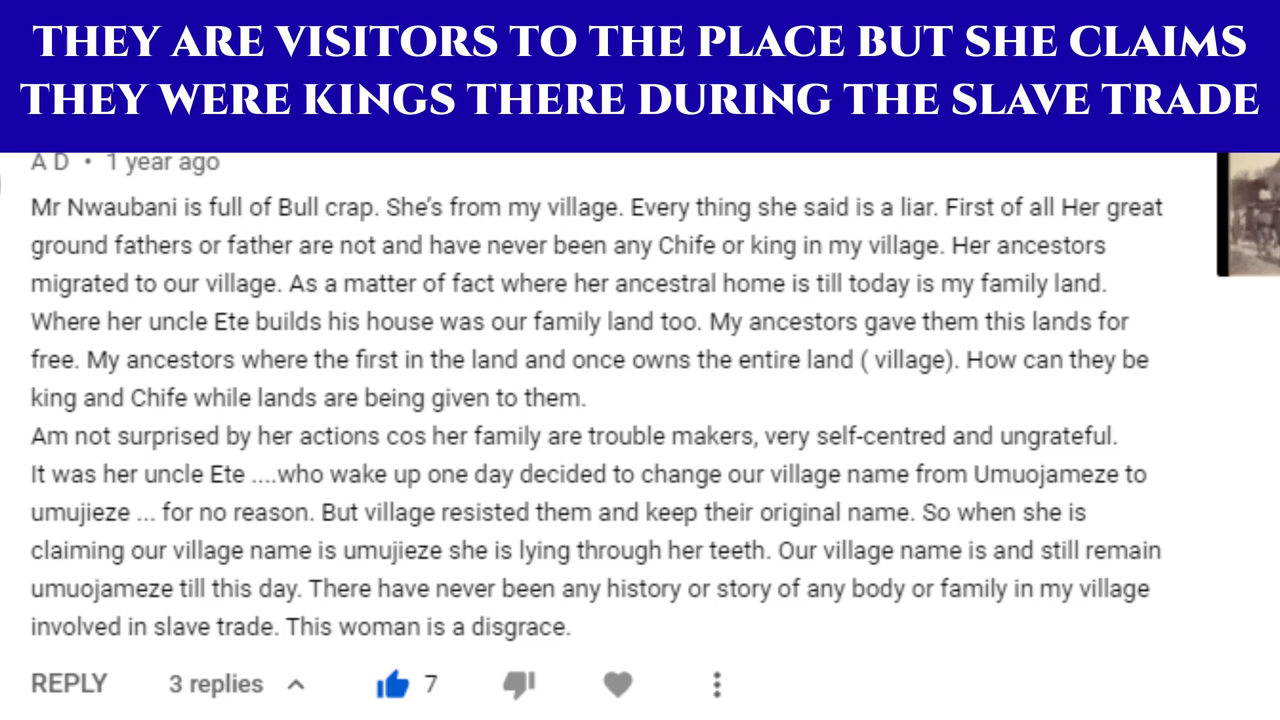 THEY ARE VISITORS TO THE PLACE BUT SHE CLAIMS
THEY WERE KINGS THERE DURING THE SLAVE TRADE
A D • 1 year ago
Mr Nwaubani is full of Bull crap. She's from my village. Every thing she said is a liar. First of all Her great
ground fathers or father are not and have never been any Chife or king in my village. Her ancestors
migrated to our village. As a matter of fact where her ancestral home is till today is my family land.
Where her uncle Ete builds his house was our family land too. My ancestors gave them this lands for
free. My ancestors where the first in the land and once owns the entire land ( village). How can they be
king and Chife while lands are being given to them.
Am not surprised by her actions cos her family are trouble makers, very self-centred and ungrateful.
It was her uncle Ete ....who wake up one day decided to change our village name from Umuojameze to
umujieze ... for no reason. But village resisted them and keep their original name. So when she is
claiming our village name is umujieze she is lying through her teeth. Our village name is and still remain
umuojameze till this day. There have never been any history or story of any body or family in my village
involved in slave trade. This woman is a disgrace.
REPLY 3 replies 7